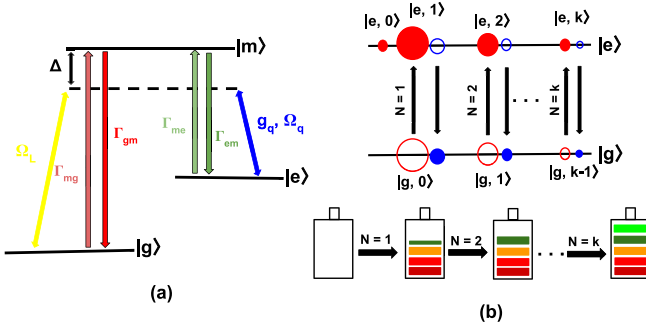 |m⟩
Δ
Ω_L
Γ_mg
Γ_gm
Γ_me
Γ_em
g_q, Ω_q
|e⟩
|g⟩
(a)
|e, 0⟩
|e, 1⟩
|e, 2⟩
|e, k⟩
|e⟩
N = 1
N = 2
. . .
N = k
|g⟩
|g, 0⟩
|g, 1⟩
|g, k-1⟩
N = 1
N = 2
. . .
N = k
(b)